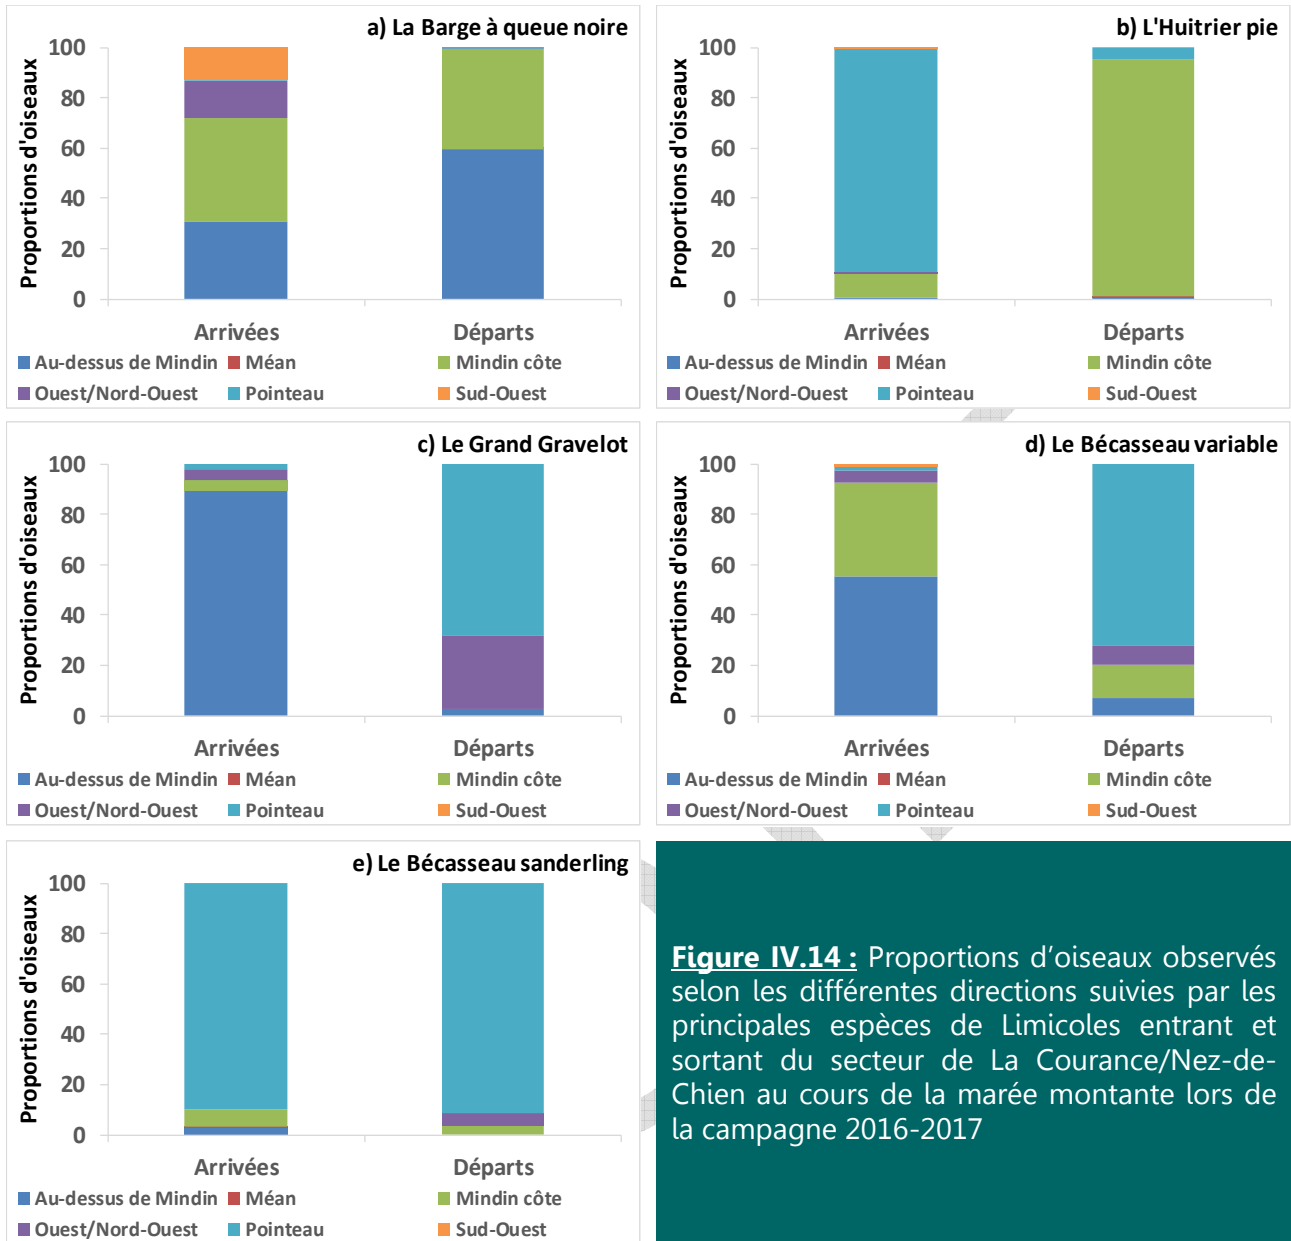 a) La Barge à queue noire
Proportions d'oiseaux
100
80
60
40
20
0
Arrivées Départs
Au-dessus de Mindin Méan Mindin côte
Ouest/Nord-Ouest Pointeau Sud-Ouest
b) L'Huitrier pie
Proportions d'oiseaux
100
80
60
40
20
0
Arrivées Départs
Au-dessus de Mindin Méan Mindin côte
Ouest/Nord-Ouest Pointeau Sud-Ouest
c) Le Grand Gravelot
Proportions d'oiseaux
100
80
60
40
20
0
Arrivées Départs
Au-dessus de Mindin Méan Mindin côte
Ouest/Nord-Ouest Pointeau Sud-Ouest
d) Le Bécasseau variable
Proportions d'oiseaux
100
80
60
40
20
0
Arrivées Départs
Au-dessus de Mindin Méan Mindin côte
Ouest/Nord-Ouest Pointeau Sud-Ouest
e) Le Bécasseau sanderling
Proportions d'oiseaux
100
80
60
40
20
0
Arrivées Départs
Au-dessus de Mindin Méan Mindin côte
Ouest/Nord-Ouest Pointeau Sud-Ouest
Figure IV.14 : Proportions d’oiseaux observés
selon les différentes directions suivies par les
principales espèces de Limicoles entrant et
sortant du secteur de La Courance/Nez-de-
Chien au cours de la marée montante lors de
la campagne 2016-2017